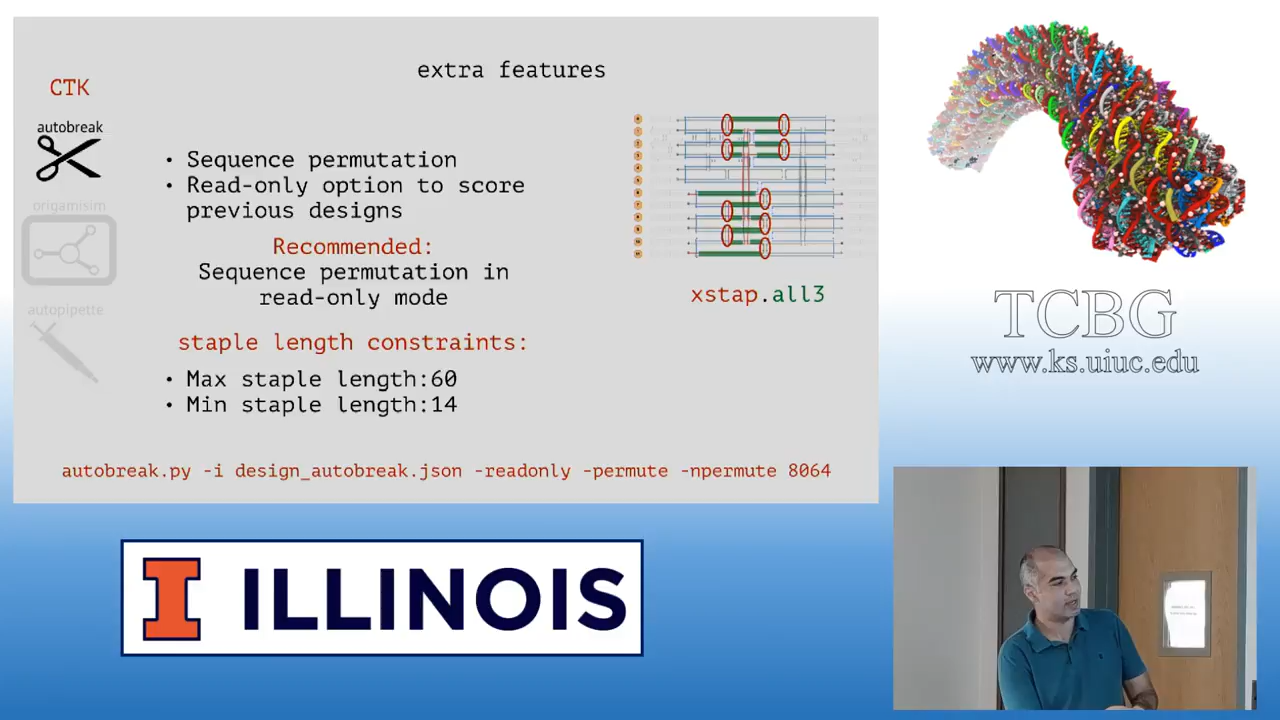 extra features
CTK
autobreak
• Sequence permutation
• Read-only option to score
previous designs
origamisim
Recommended:
Sequence permutation in
read-only mode
xstap.all3
autopipette
staple length constraints:
• Max staple length:60
• Min staple length:14
autobreak.py -i design_autobreak.json -readonly -permute -npermute 8064
TCBG
www.ks.uiuc.edu
I ILLINOIS